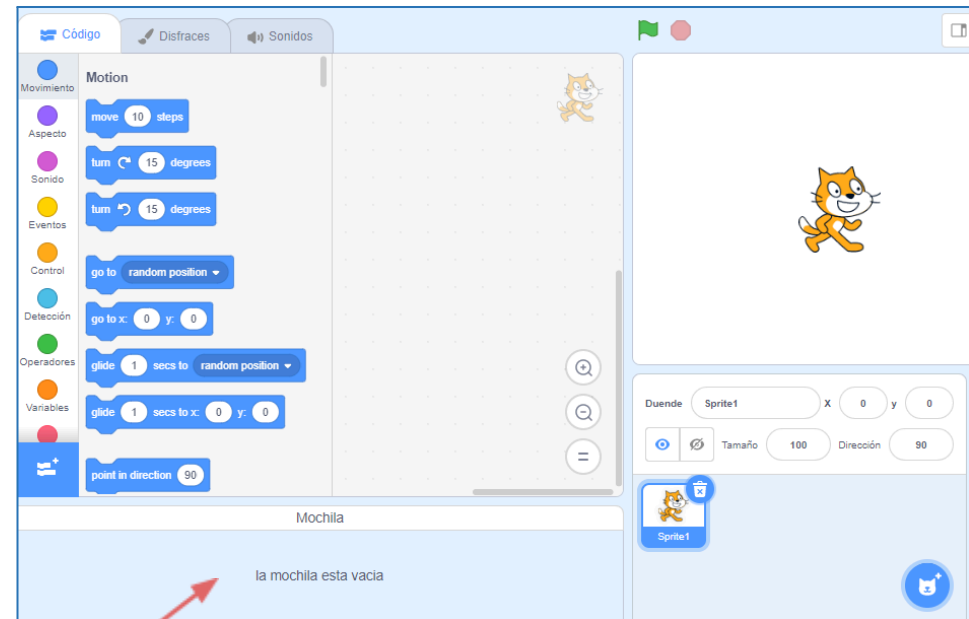 Código
Disfraces
Sonidos
Movimiento
Aspecto
Sonido
Eventos
Control
Detección
Operadores
Variables
Motion
move 10 steps
turn 15 degrees
turn 15 degrees
go to random position
go to x: 0 y: 0
glide 1 secs to random position
glide 1 secs to x: 0 y: 0
point in direction 90
Mochila
la mochila esta vacia
Duende Sprite1 X 0 y 0
Tamaño 100 Dirección 90
Sprite1